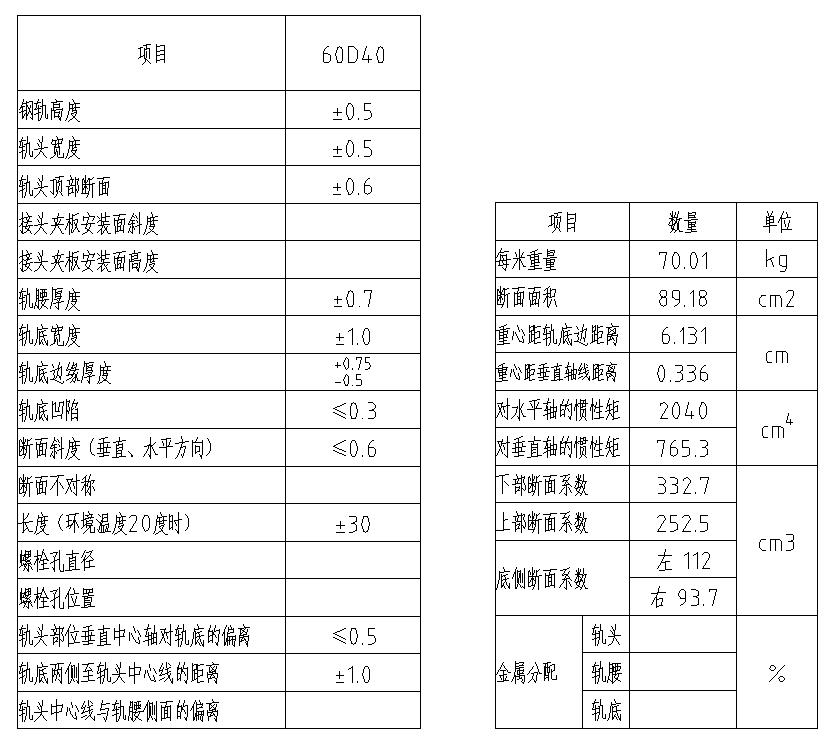 项目 60D40
钢轨高度 ±0.5
轨头宽度 ±0.5
轨头顶部断面 ±0.6
接头夹板安装面斜度
接头夹板安装面高度
轨腰厚度 ±0.7
轨底宽度 ±1.0
轨底边缘厚度 +0.75 -0.5
轨底凹陷 ≤0.3
断面斜度(垂直、水平方向) ≤0.6
断面不对称
长度(环境温度20度时) ±30
螺栓孔直径
螺栓孔位置
轨头部位垂直中心轴对轨底的偏离 ≤0.5
轨底两侧至轨头中心线的距离 ±1.0
轨头中心线与轨腰侧面的偏离
项目 数量 单位
每米重量 70.01 kg
断面面积 89.18 cm2
重心距轨底边距离 6.131 cm
重心距垂直轴线距离 0.336
对水平轴的惯性矩 2040 cm4
对垂直轴的惯性矩 765.3
下部断面系数 332.7 cm3
上部断面系数 252.5
底侧断面系数 左 112
右 93.7
金属分配 轨头 %
轨腰
轨底